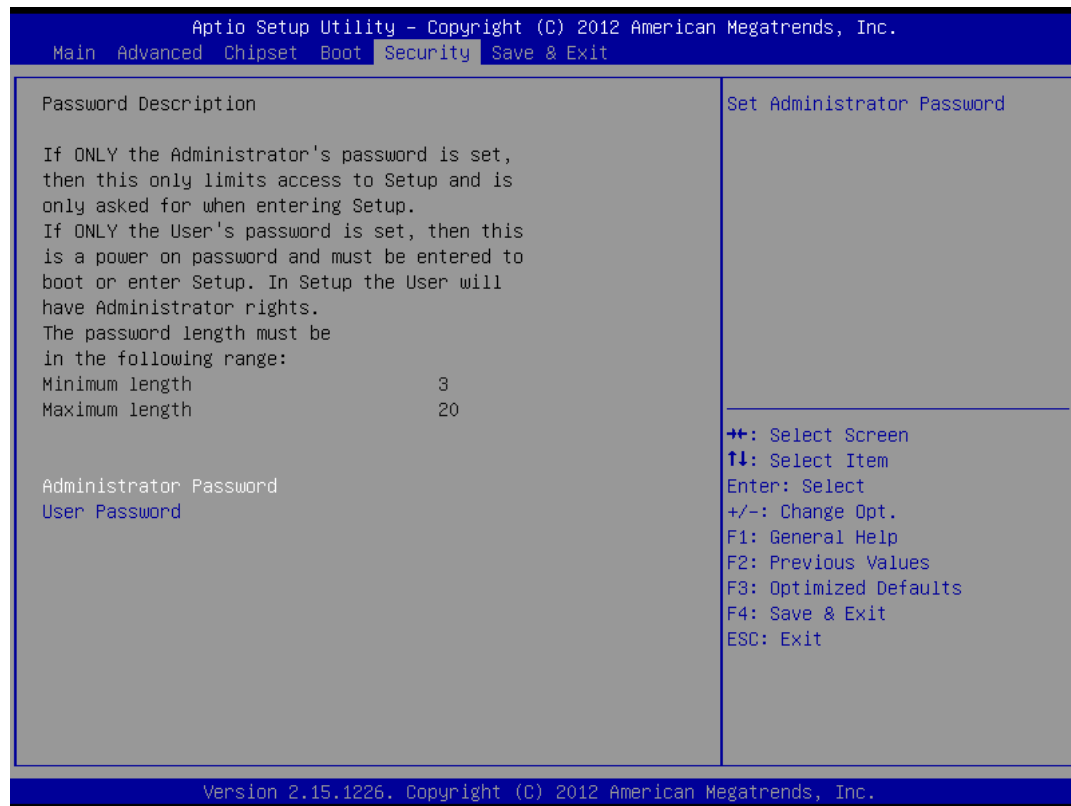 Aptio Setup Utility – Copyright (C) 2012 American Megatrends, Inc.
Main Advanced Chipset Boot Security Save & Exit
Password Description
If ONLY the Administrator's password is set,
then this only limits access to Setup and is
only asked for when entering Setup.
If ONLY the User's password is set, then this
is a power on password and must be entered to
boot or enter Setup. In Setup the User will
have Administrator rights.
The password length must be
in the following range:
Minimum length 3
Maximum length 20
Administrator Password
User Password
Set Administrator Password
→←: Select Screen
↑↓: Select Item
Enter: Select
+/-: Change Opt.
F1: General Help
F2: Previous Values
F3: Optimized Defaults
F4: Save & Exit
ESC: Exit
Version 2.15.1226. Copyright (C) 2012 American Megatrends, Inc.